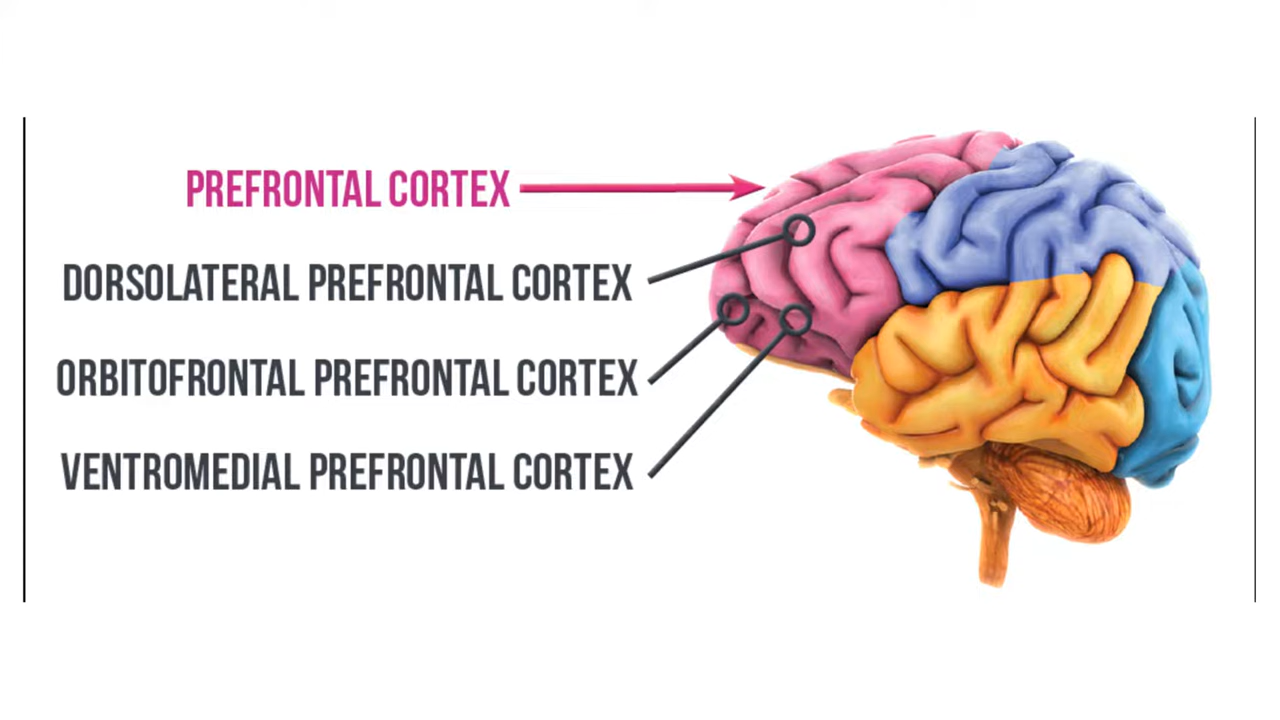 PREFRONTAL CORTEX
DORSOLATERAL PREFRONTAL CORTEX
ORBITOFRONTAL PREFRONTAL CORTEX
VENTROMEDIAL PREFRONTAL CORTEX